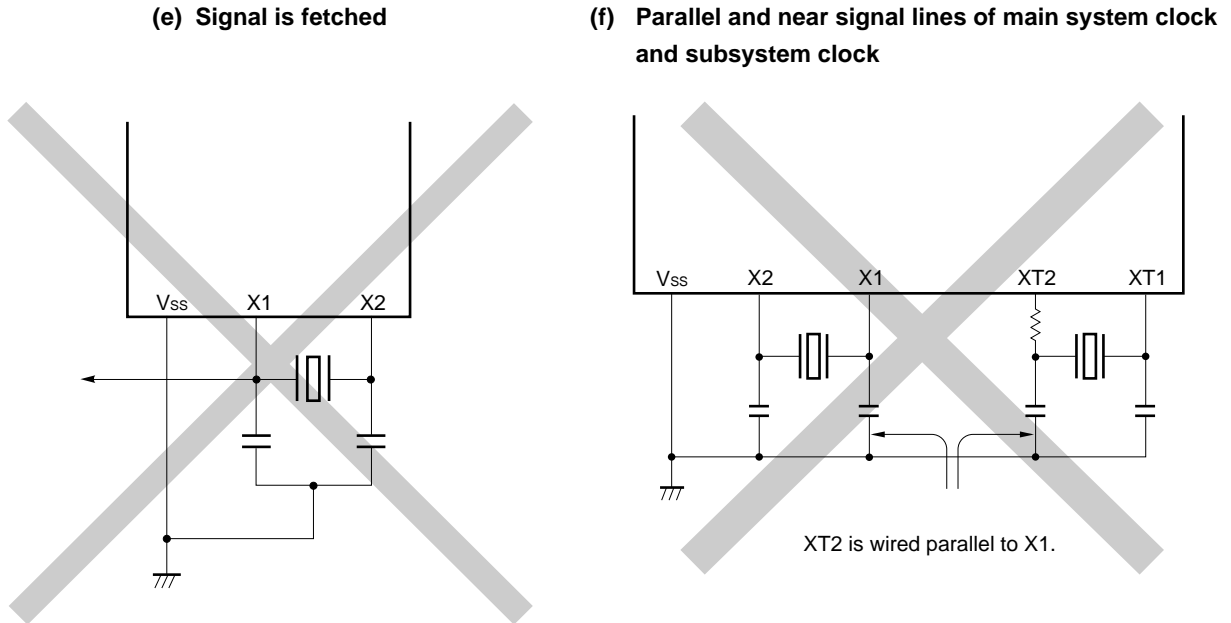 (e) Signal is fetched
(f) Parallel and near signal lines of main system clock
and subsystem clock
VSS X1 X2
VSS X2 X1 XT2 XT1
XT2 is wired parallel to X1.